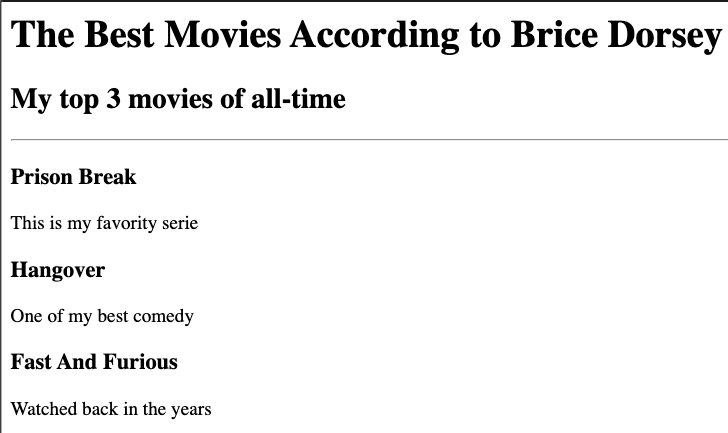 The Best Movies According to Brice Dorsey
My top 3 movies of all-time
Prison Break
This is my favority serie
Hangover
One of my best comedy
Fast And Furious
Watched back in the years